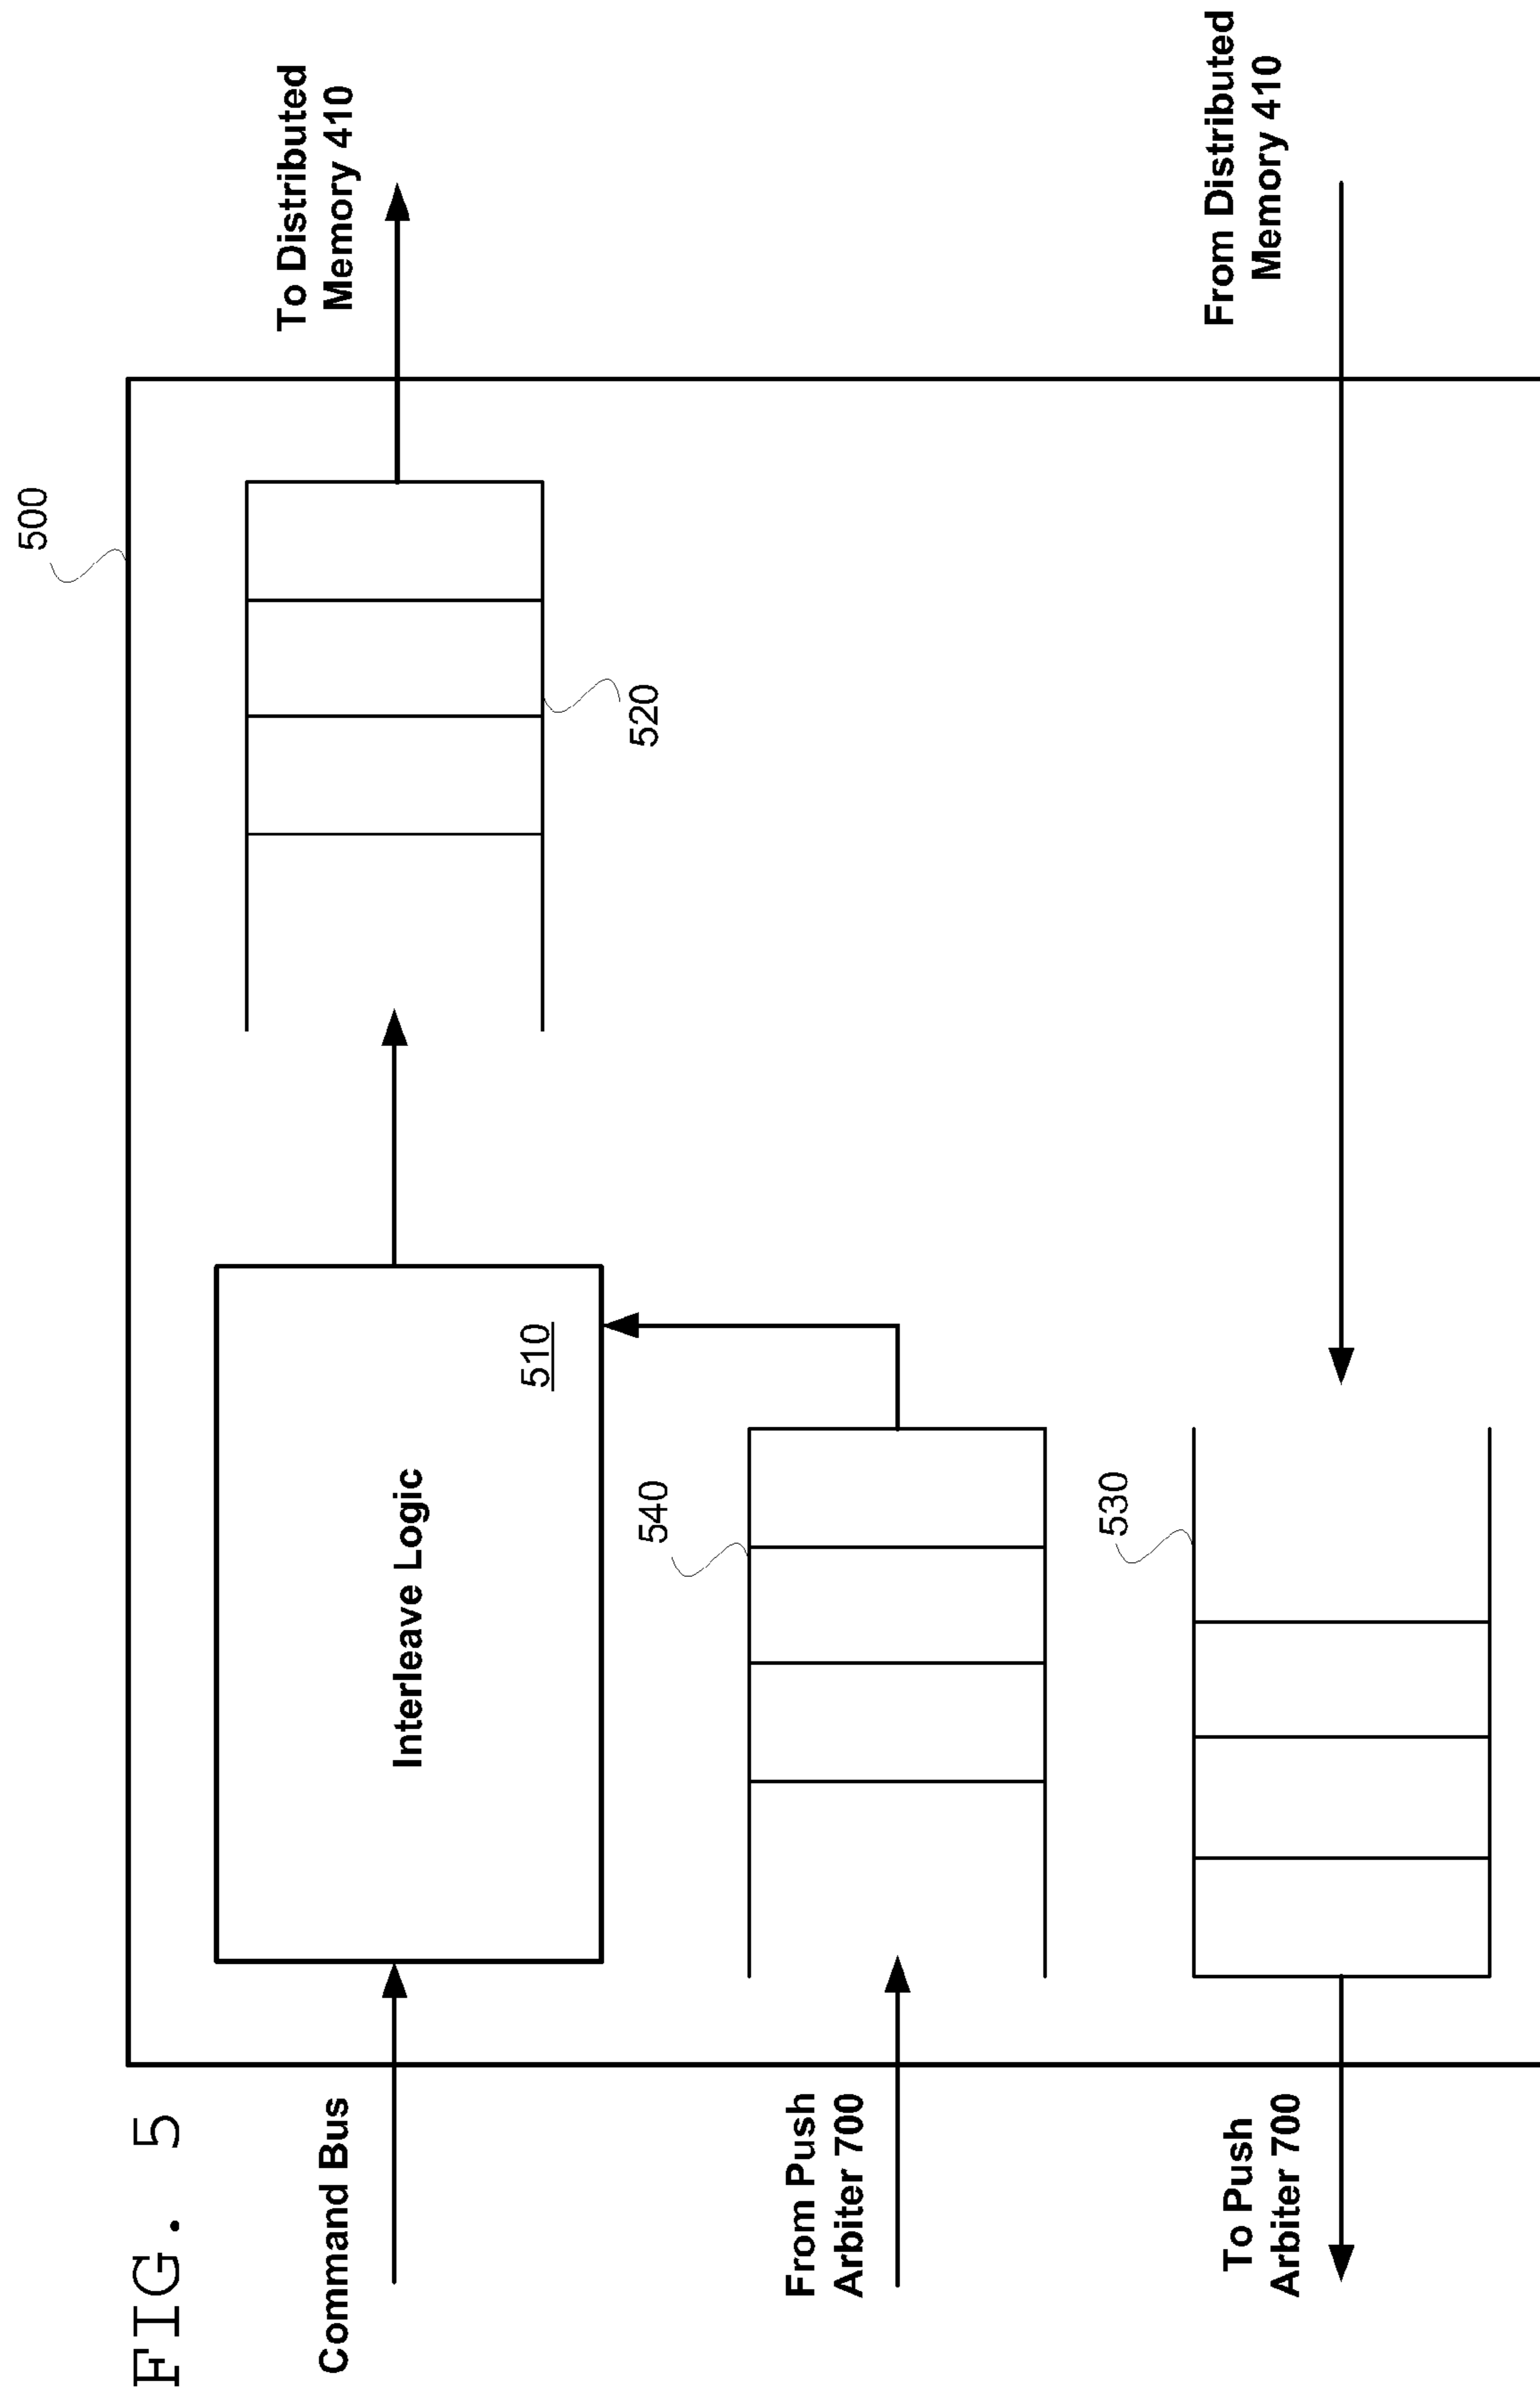 FIG. 5
500
To Distributed
Memory 410
Command Bus
Interleave Logic
510
520
From Push
Arbiter 700
540
From Distributed
Memory 410
530
To Push
Arbiter 700